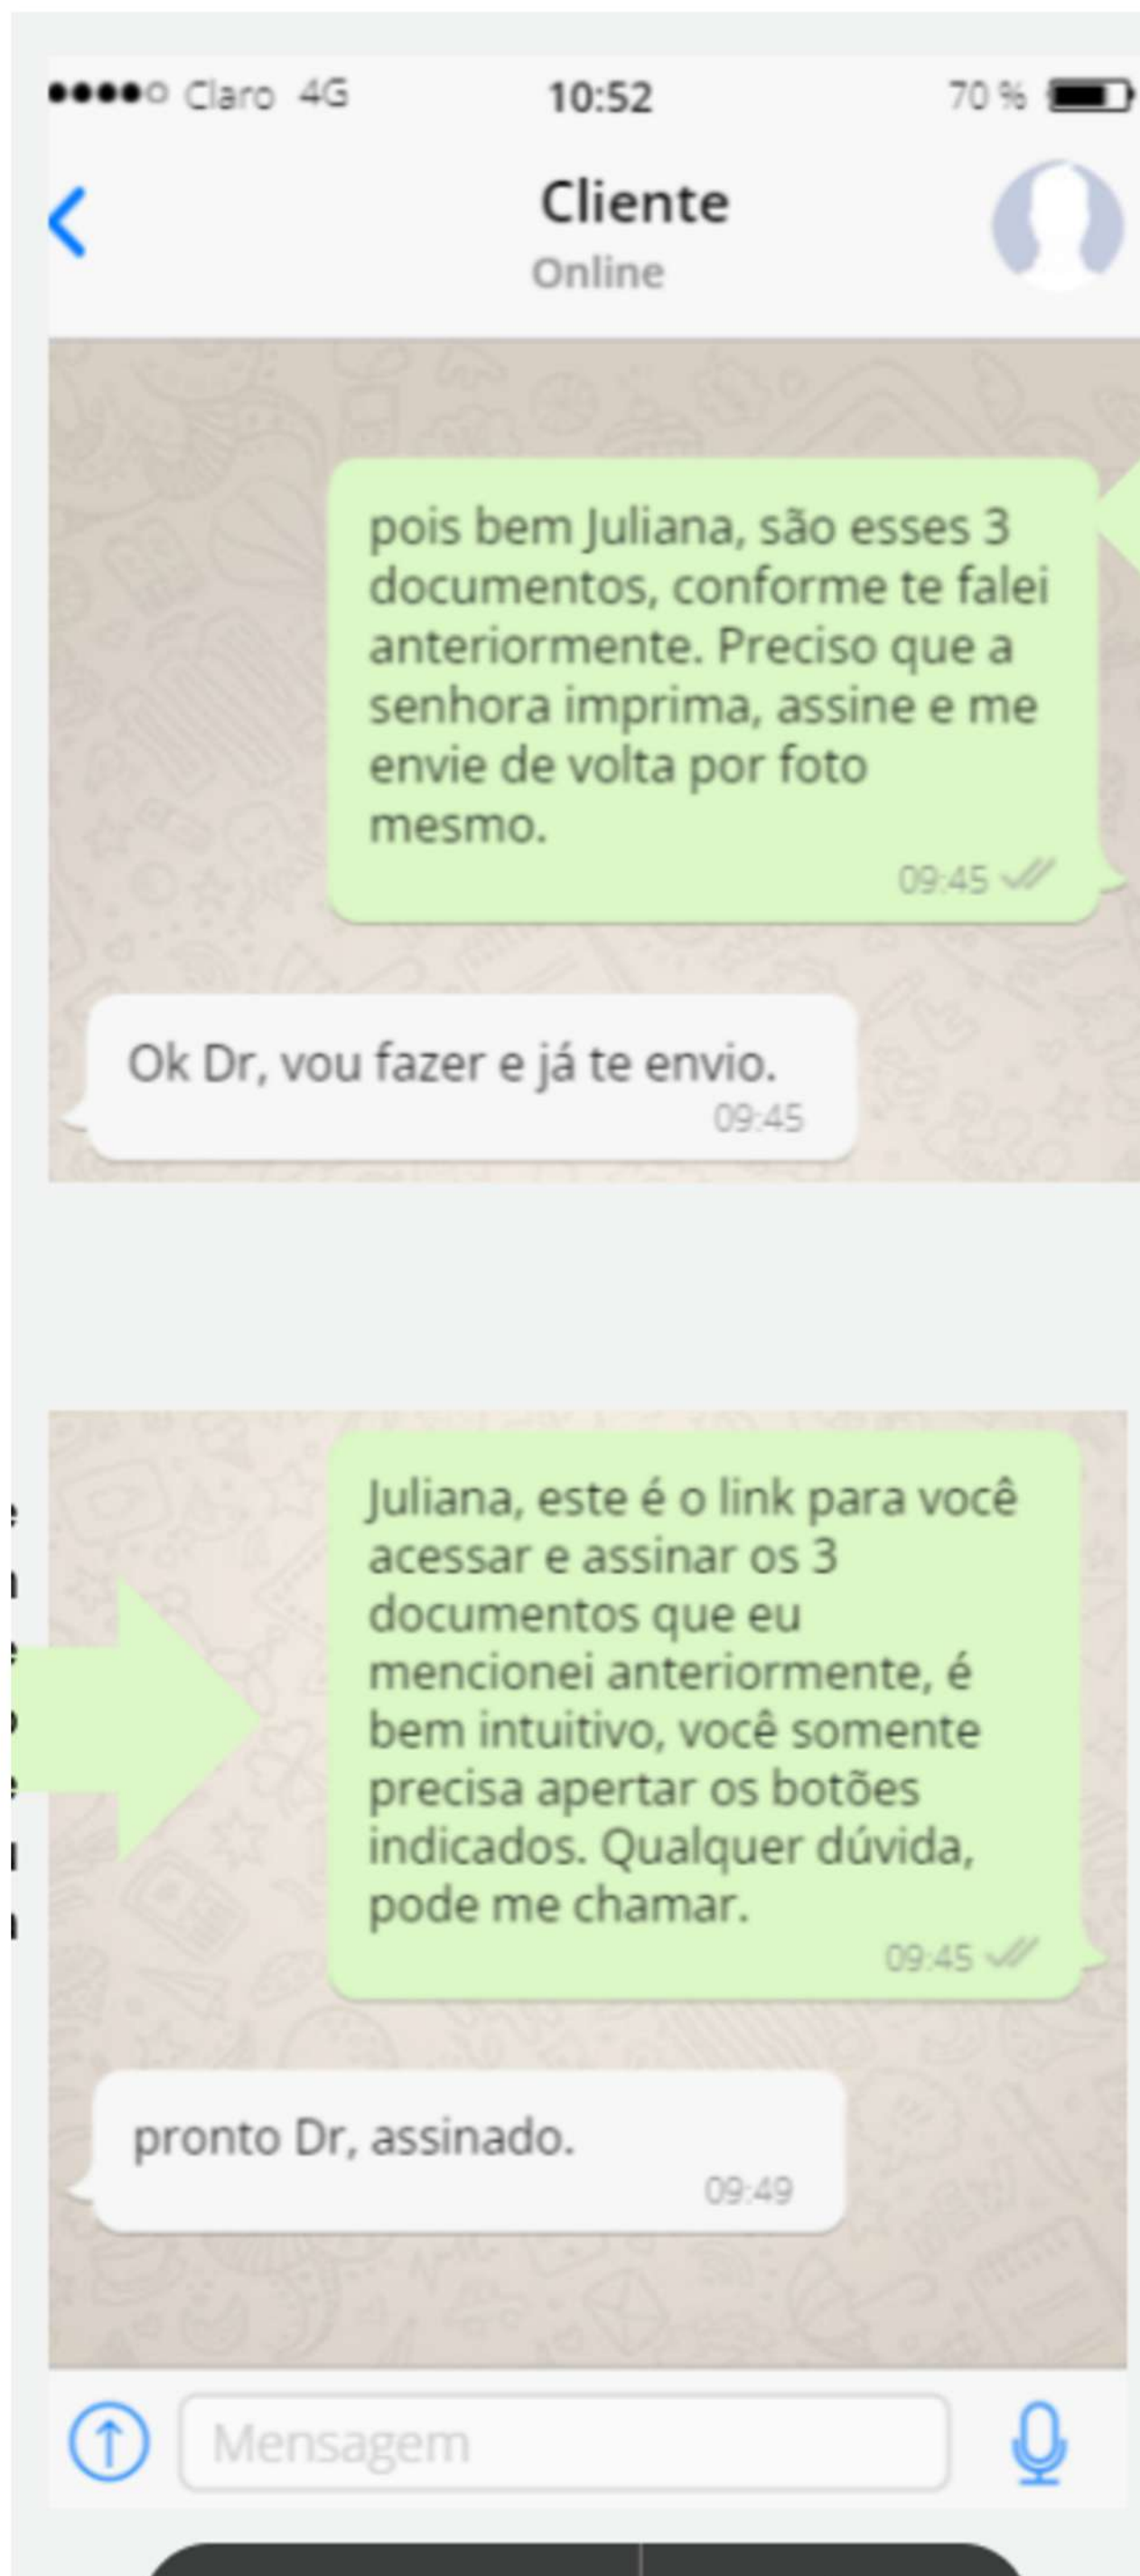 Claro 4G 10:52 70 %
Cliente
Online
pois bem Juliana, são esses 3
documentos, conforme te falei
anteriormente. Preciso que a
senhora imprima, assine e me
envie de volta por foto
mesmo.
09:45
Ok Dr, vou fazer e já te envio.
09:45
Juliana, este é o link para você
acessar e assinar os 3
documentos que eu
mencionei anteriormente, é
bem intuitivo, você somente
precisa apertar os botões
indicados. Qualquer dúvida,
pode me chamar.
09:45
pronto Dr, assinado.
09:49
Mensagem